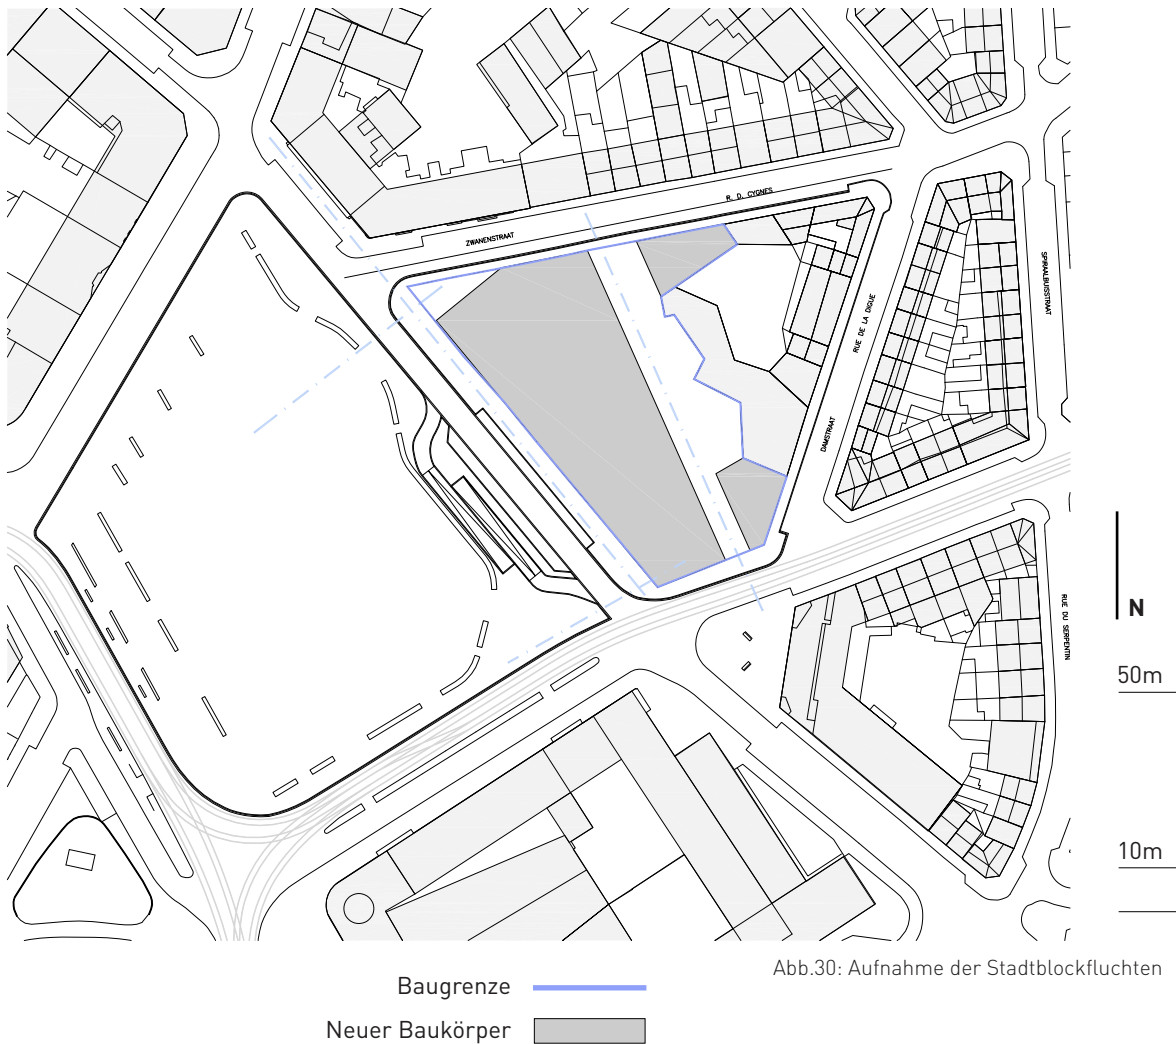 R. D. CYGNES
ZWANENSTRAAT
SPIRAALBUISSTRAAT
RUE DE LA DIGUE
DAMSTRAAT
RUE DU SERPENTIN
N
50m
10m
Abb.30: Aufnahme der Stadtblockfluchten
Baugrenze
Neuer Baukörper